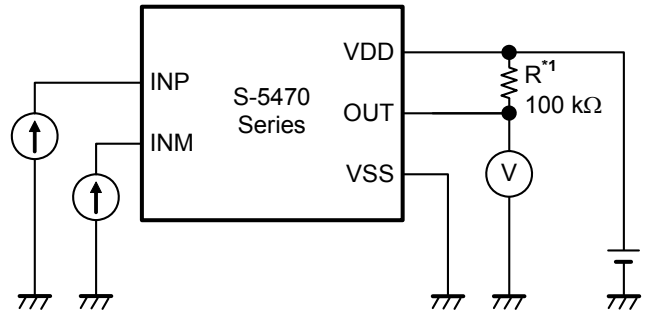 VDD
R*1
100 kΩ
INP
S-5470
Series
OUT
INM
VSS
V